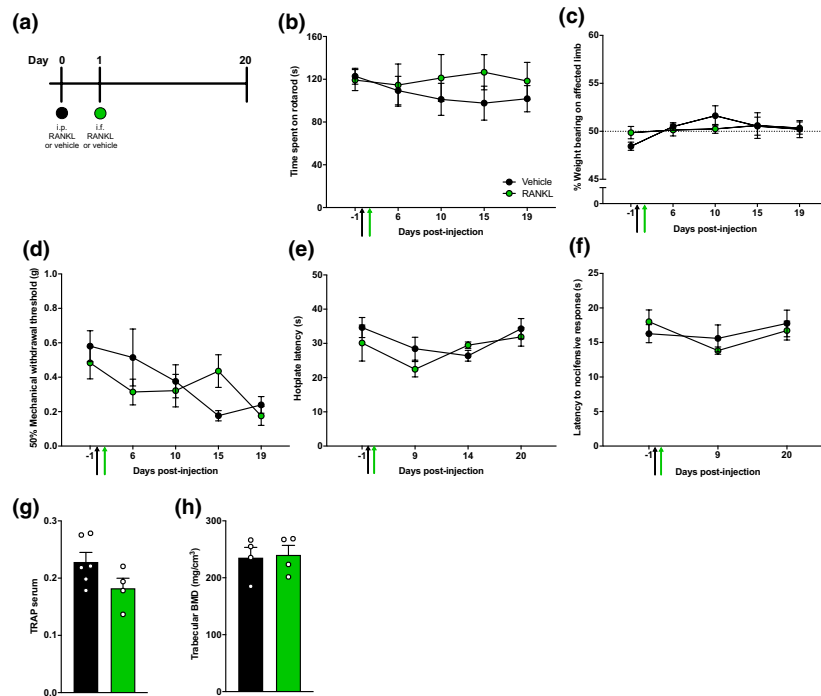 (a)
Day 0 1 20
i.p.
RANKL
or vehicle
i.f.
RANKL
or vehicle
(b)
Time spent on rotarod (s)
160
120
80
40
0
-1 6 10 15 19
Days post-injection
Vehicle
RANKL
(c)
% Weight bearing on affected limb
60
55
50
45
0
-1 6 10 15 19
Days post-injection
(d)
50% Mechanical withdrawal threshold (g)
1.0
0.8
0.6
0.4
0.2
0.0
-1 6 10 15 19
Days post-injection
(e)
Hotplate latency (s)
50
40
30
20
10
0
-1 9 14 20
Days post-injection
(f)
Latency to nocifensive response (s)
25
20
15
10
5
0
-1 9 20
Days post-injection
(g)
TRAP serum
0.3
0.2
0.1
0.0
(h)
Trabecular BMD (mg/cm³)
300
200
100
0